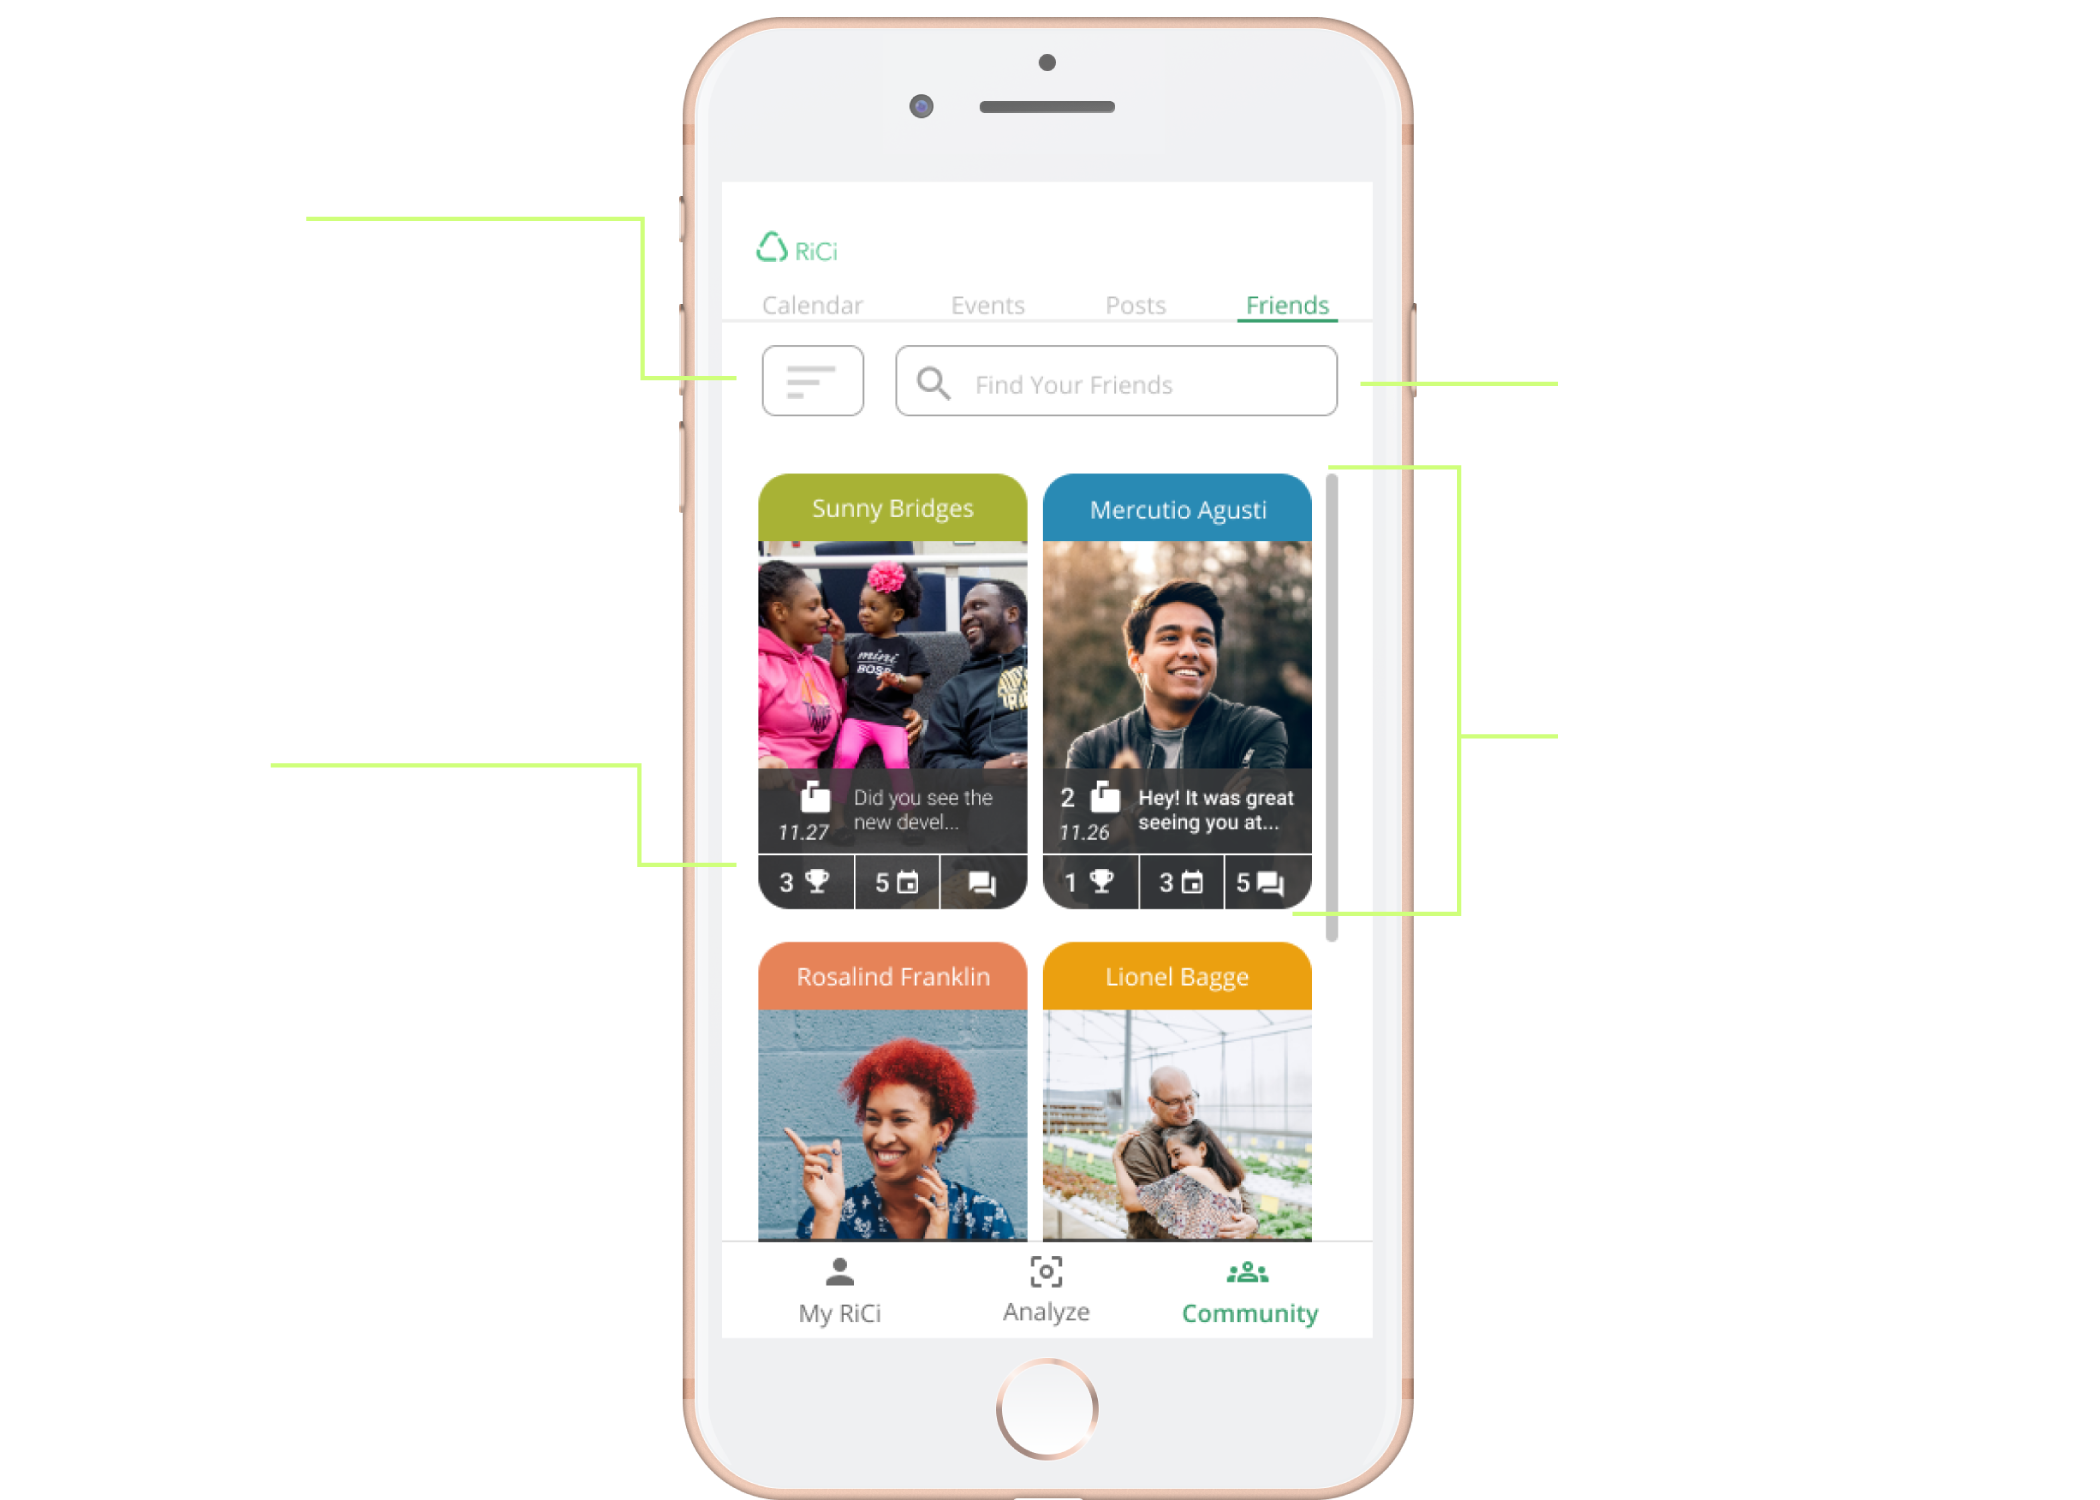 RiCi
Calendar Events Posts Friends
Find Your Friends
Sunny Bridges
mini
BOSS
Did you see the
new devel...
11.27
3 5
Mercutio Agusti
2 Hey! It was great
seeing you at...
11.26
1 3 5
Rosalind Franklin
Lionel Bagge
My RiCi Analyze Community